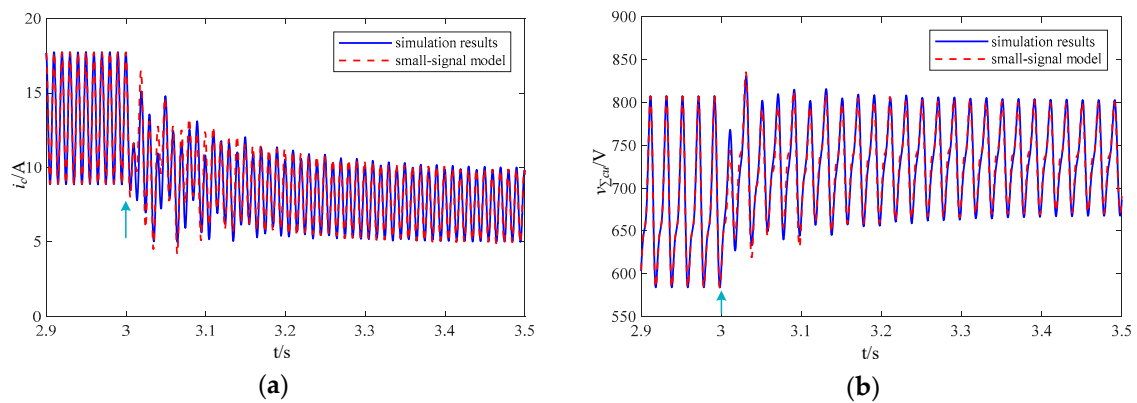 20
15
10
5
0
i_c/A
simulation results
small-signal model
2.9 3 3.1 3.2 3.3 3.4 3.5
t/s
(a)
900
850
800
750
700
650
600
550
v_Σcu/V
simulation results
small-signal model
2.9 3 3.1 3.2 3.3 3.4 3.5
t/s
(b)